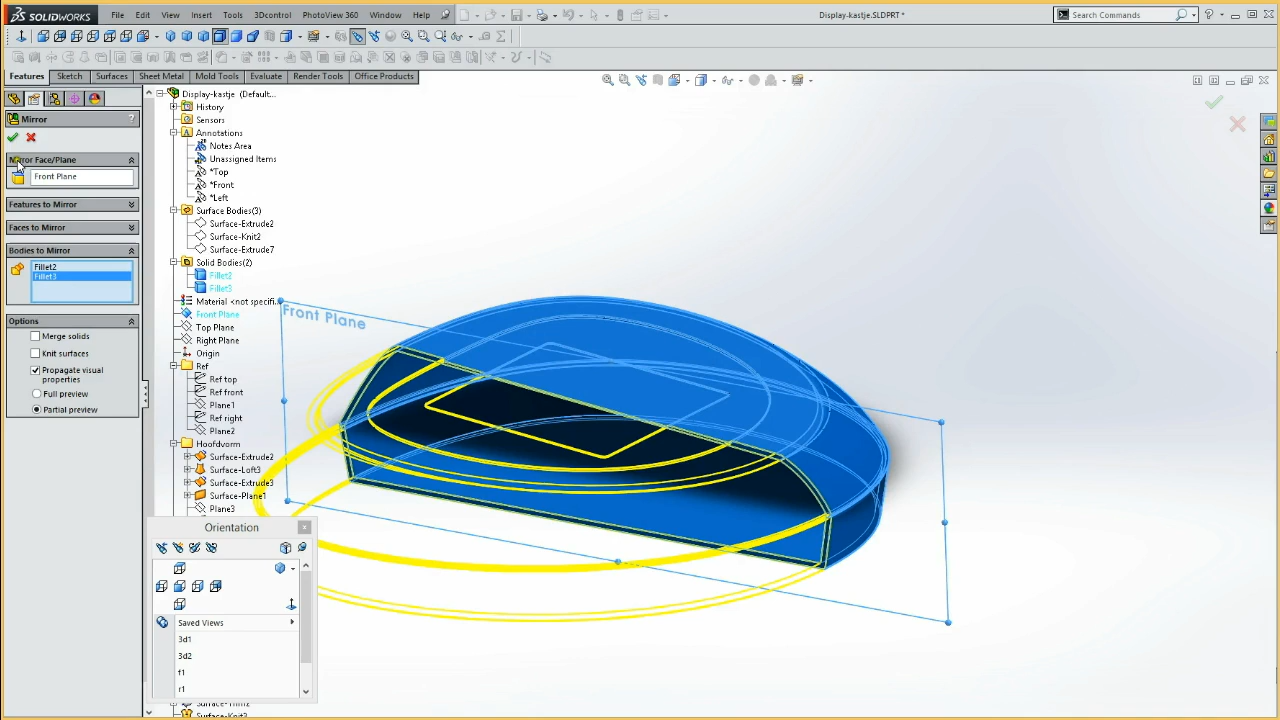 SOLIDWORKS File Edit View Insert Tools 3Dcontrol PhotoView 360 Window Help Display-kastje.SLDPRT * Search Commands
Features Sketch Surfaces Sheet Metal Mold Tools Evaluate Render Tools Office Products
Mirror ?
Mirror Face/Plane
Front Plane
Features to Mirror
Faces to Mirror
Bodies to Mirror
Fillet2
Fillet3
Options
Merge solids
Knit surfaces
Propagate visual
properties
Full preview
Partial preview
Display-kastje (Default...
History
Sensors
Annotations
Notes Area
Unassigned Items
*Top
*Front
*Left
Surface Bodies(3)
Surface-Extrude2
Surface-Knit2
Surface-Extrude7
Solid Bodies(2)
Fillet2
Fillet3
Material <not specifi...
Front Plane
Top Plane
Right Plane
Origin
Ref
Ref top
Ref front
Plane1
Ref right
Plane2
Hoofdvorm
Surface-Extrude2
Surface-Loft3
Surface-Extrude3
Surface-Plane1
Plane3
Front Plane
Orientation
Saved Views
3d1
3d2
f1
r1
Surface-Knit3